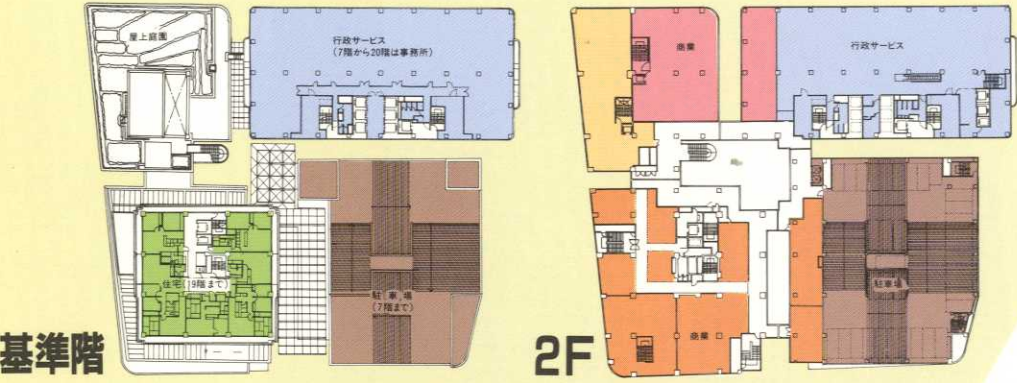 屋上庭園
行政サービス
(7階から20階は事務所)
住宅(19階まで)
駐車場
(7階まで)
基準階
商業
行政サービス
駐車場
商業
2F